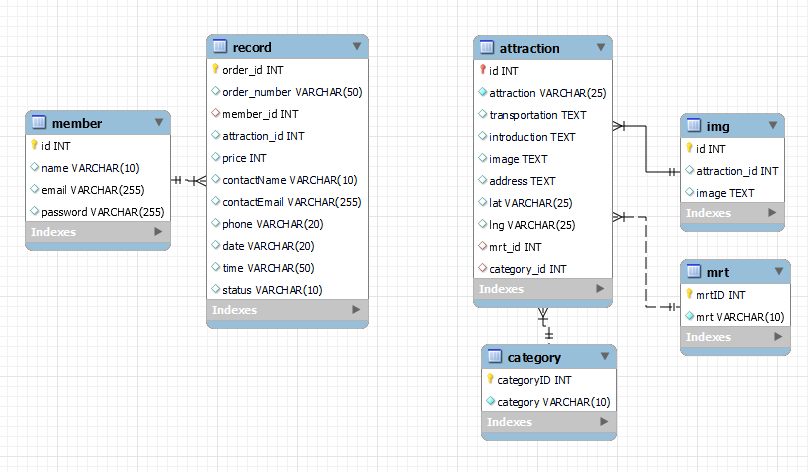 member
id INT
name VARCHAR(10)
email VARCHAR(255)
password VARCHAR(255)
Indexes
record
order_id INT
order_number VARCHAR(50)
member_id INT
attraction_id INT
price INT
contactName VARCHAR(10)
contactEmail VARCHAR(255)
phone VARCHAR(20)
date VARCHAR(20)
time VARCHAR(50)
status VARCHAR(10)
Indexes
attraction
id INT
attraction VARCHAR(25)
transportation TEXT
introduction TEXT
image TEXT
address TEXT
lat VARCHAR(25)
lng VARCHAR(25)
mrt_id INT
category_id INT
Indexes
category
categoryID INT
category VARCHAR(10)
Indexes
img
id INT
attraction_id INT
image TEXT
Indexes
mrt
mrtID INT
mrt VARCHAR(10)
Indexes